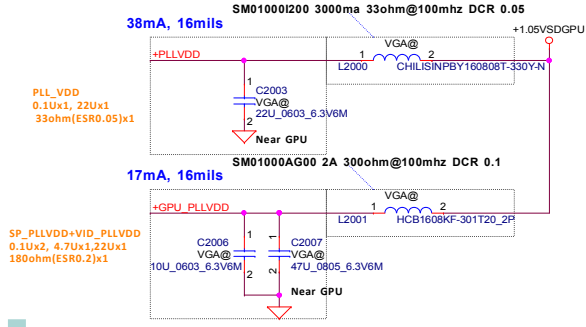 SM01000I200 3000ma 33ohm@100mhz DCR 0.05
38mA, 16mils
+1.05VSDGPU
VGA@
+PLLVDD
1
2
L2000
CHILISINPBY160808T-330Y-N
PLL_VDD
0.1Ux1, 22Ux1
33ohm(ESR0.05)x1
1
C2003
VGA@
22U_0603_6.3V6M
2
Near GPU
SM01000AG00 2A 300ohm@100mhz DCR 0.1
17mA, 16mils
VGA@
+GPU_PLLVDD
1
2
L2001
HCB1608KF-301T20_2P
SP_PLLVDD+VID_PLLVDD
0.1Ux2, 4.7Ux1,22Ux1
180ohm(ESR0.2)x1
1
C2006
VGA@
10U_0603_6.3V6M
2
1
C2007
VGA@
47U_0805_6.3V6M
2
Near GPU